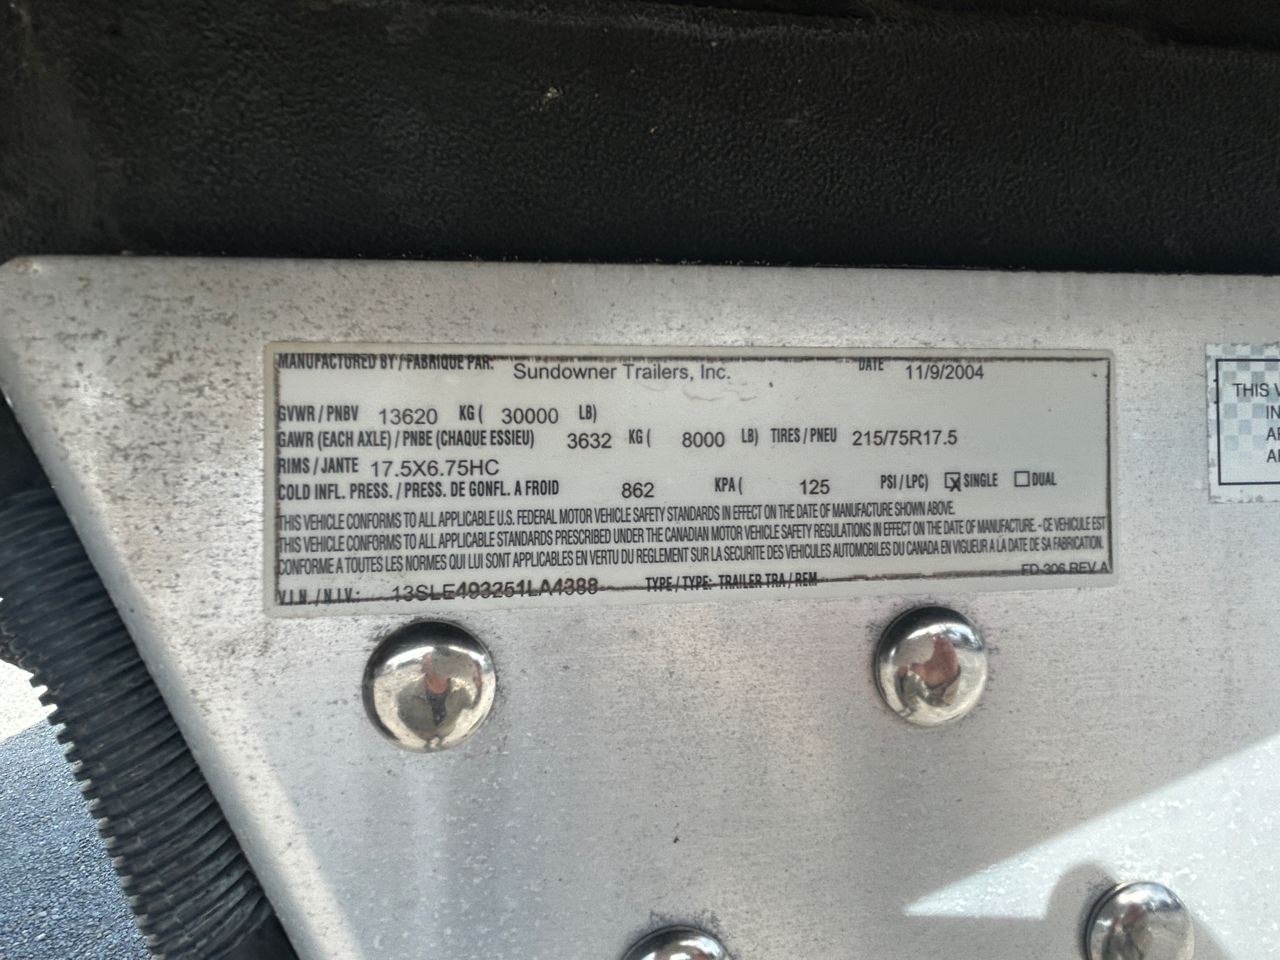 MANUFACTURED BY / FABRIQUE PAR: Sundowner Trailers, Inc. DATE 11/9/2004
GVWR / PNBV 13620 KG ( 30000 LB)
GAWR (EACH AXLE) / PNBE (CHAQUE ESSIEU) 3632 KG ( 8000 LB) TIRES / PNEU 215/75R17.5
RIMS / JANTE 17.5X6.75HC
COLD INFL. PRESS. / PRESS. DE GONFL. A FROID 862 KPA ( 125 PSI / LPC) SINGLE DUAL
THIS VEHICLE CONFORMS TO ALL APPLICABLE U.S. FEDERAL MOTOR VEHICLE SAFETY STANDARDS IN EFFECT ON THE DATE OF MANUFACTURE SHOWN ABOVE.
THIS VEHICLE CONFORMS TO ALL APPLICABLE STANDARDS PRESCRIBED UNDER THE CANADIAN MOTOR VEHICLE SAFETY REGULATIONS IN EFFECT ON THE DATE OF MANUFACTURE. - CE VEHICULE EST
CONFORME A TOUTES LES NORMES QUI LUI SONT APPLICABLES EN VERTU DU REGLEMENT SUR LA SECURITE DES VEHICULES AUTOMOBILES DU CANADA EN VIGUEUR A LA DATE DE SA FABRICATION.
FD-306 REV A
V.I.N. / N.I.V.: 13SLE493251LA4388 TYPE / TYPE: TRAILER TRA / REM
THIS